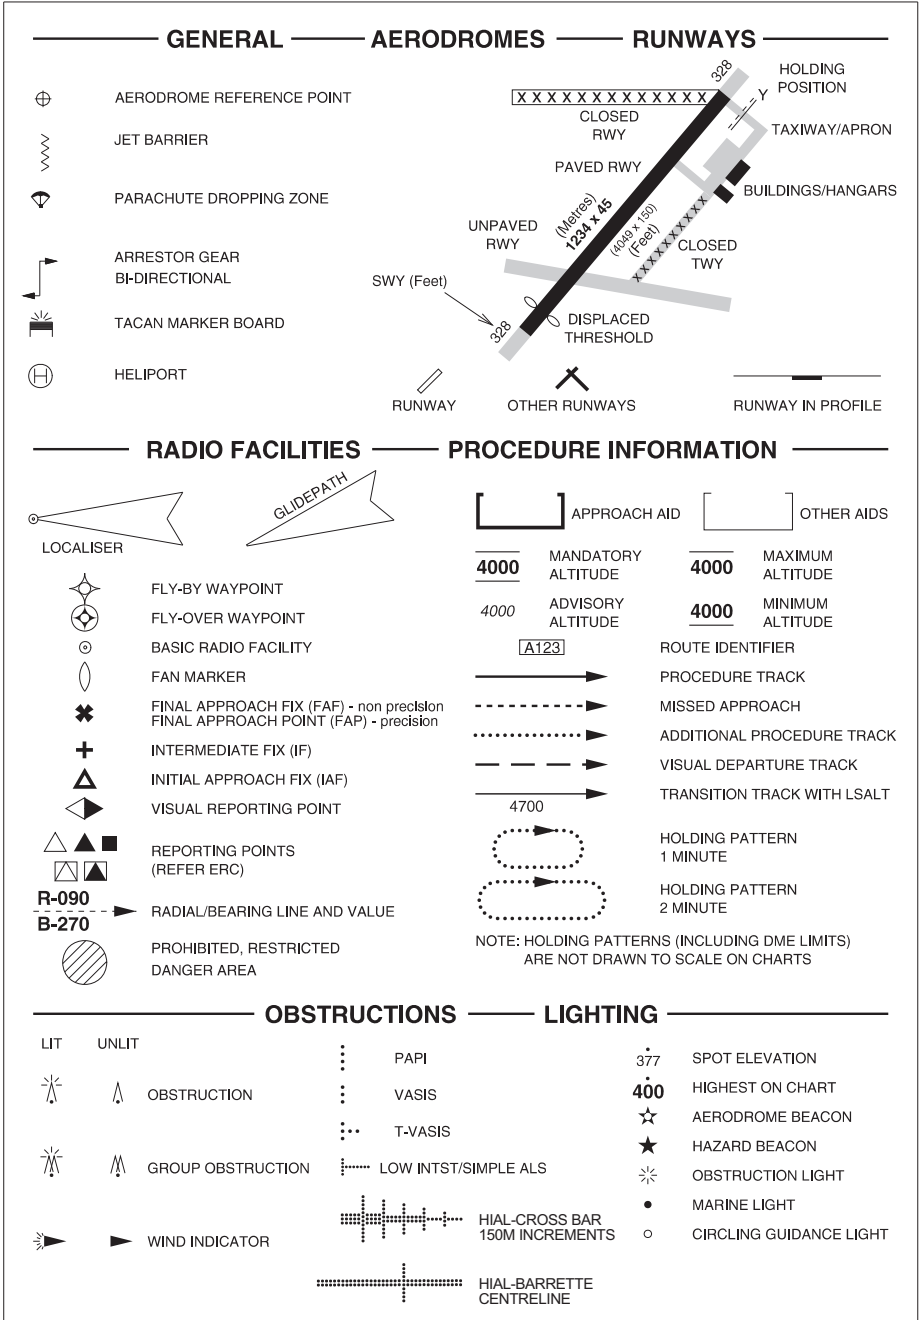 GENERAL AERODROMES RUNWAYS
AERODROME REFERENCE POINT
JET BARRIER
PARACHUTE DROPPING ZONE
ARRESTOR GEAR
BI-DIRECTIONAL
TACAN MARKER BOARD
H
HELIPORT
328
HOLDING
POSITION
Y
X X X X X X X X X X X X
CLOSED
RWY
TAXIWAY/APRON
PAVED RWY
BUILDINGS/HANGARS
(Metres)
1234 x 45
(4049 x 150)
(Feet)
UNPAVED
RWY
XXXXXXXXXX
CLOSED
TWY
SWY (Feet)
328
DISPLACED
THRESHOLD
RUNWAY
OTHER RUNWAYS
RUNWAY IN PROFILE
RADIO FACILITIES PROCEDURE INFORMATION
LOCALISER
GLIDEPATH
FLY-BY WAYPOINT
FLY-OVER WAYPOINT
BASIC RADIO FACILITY
FAN MARKER
FINAL APPROACH FIX (FAF) - non precision
FINAL APPROACH POINT (FAP) - precision
INTERMEDIATE FIX (IF)
INITIAL APPROACH FIX (IAF)
VISUAL REPORTING POINT
REPORTING POINTS
(REFER ERC)
R-090
B-270
RADIAL/BEARING LINE AND VALUE
PROHIBITED, RESTRICTED
DANGER AREA
APPROACH AID
OTHER AIDS
4000
MANDATORY
ALTITUDE
4000
MAXIMUM
ALTITUDE
4000
ADVISORY
ALTITUDE
4000
MINIMUM
ALTITUDE
A123
ROUTE IDENTIFIER
PROCEDURE TRACK
MISSED APPROACH
ADDITIONAL PROCEDURE TRACK
VISUAL DEPARTURE TRACK
TRANSITION TRACK WITH LSALT
4700
HOLDING PATTERN
1 MINUTE
HOLDING PATTERN
2 MINUTE
NOTE: HOLDING PATTERNS (INCLUDING DME LIMITS)
ARE NOT DRAWN TO SCALE ON CHARTS
OBSTRUCTIONS LIGHTING
LIT UNLIT
OBSTRUCTION
GROUP OBSTRUCTION
WIND INDICATOR
PAPI
VASIS
T-VASIS
LOW INTST/SIMPLE ALS
HIAL-CROSS BAR
150M INCREMENTS
HIAL-BARRETTE
CENTRELINE
377
SPOT ELEVATION
400
HIGHEST ON CHART
AERODROME BEACON
HAZARD BEACON
OBSTRUCTION LIGHT
MARINE LIGHT
CIRCLING GUIDANCE LIGHT